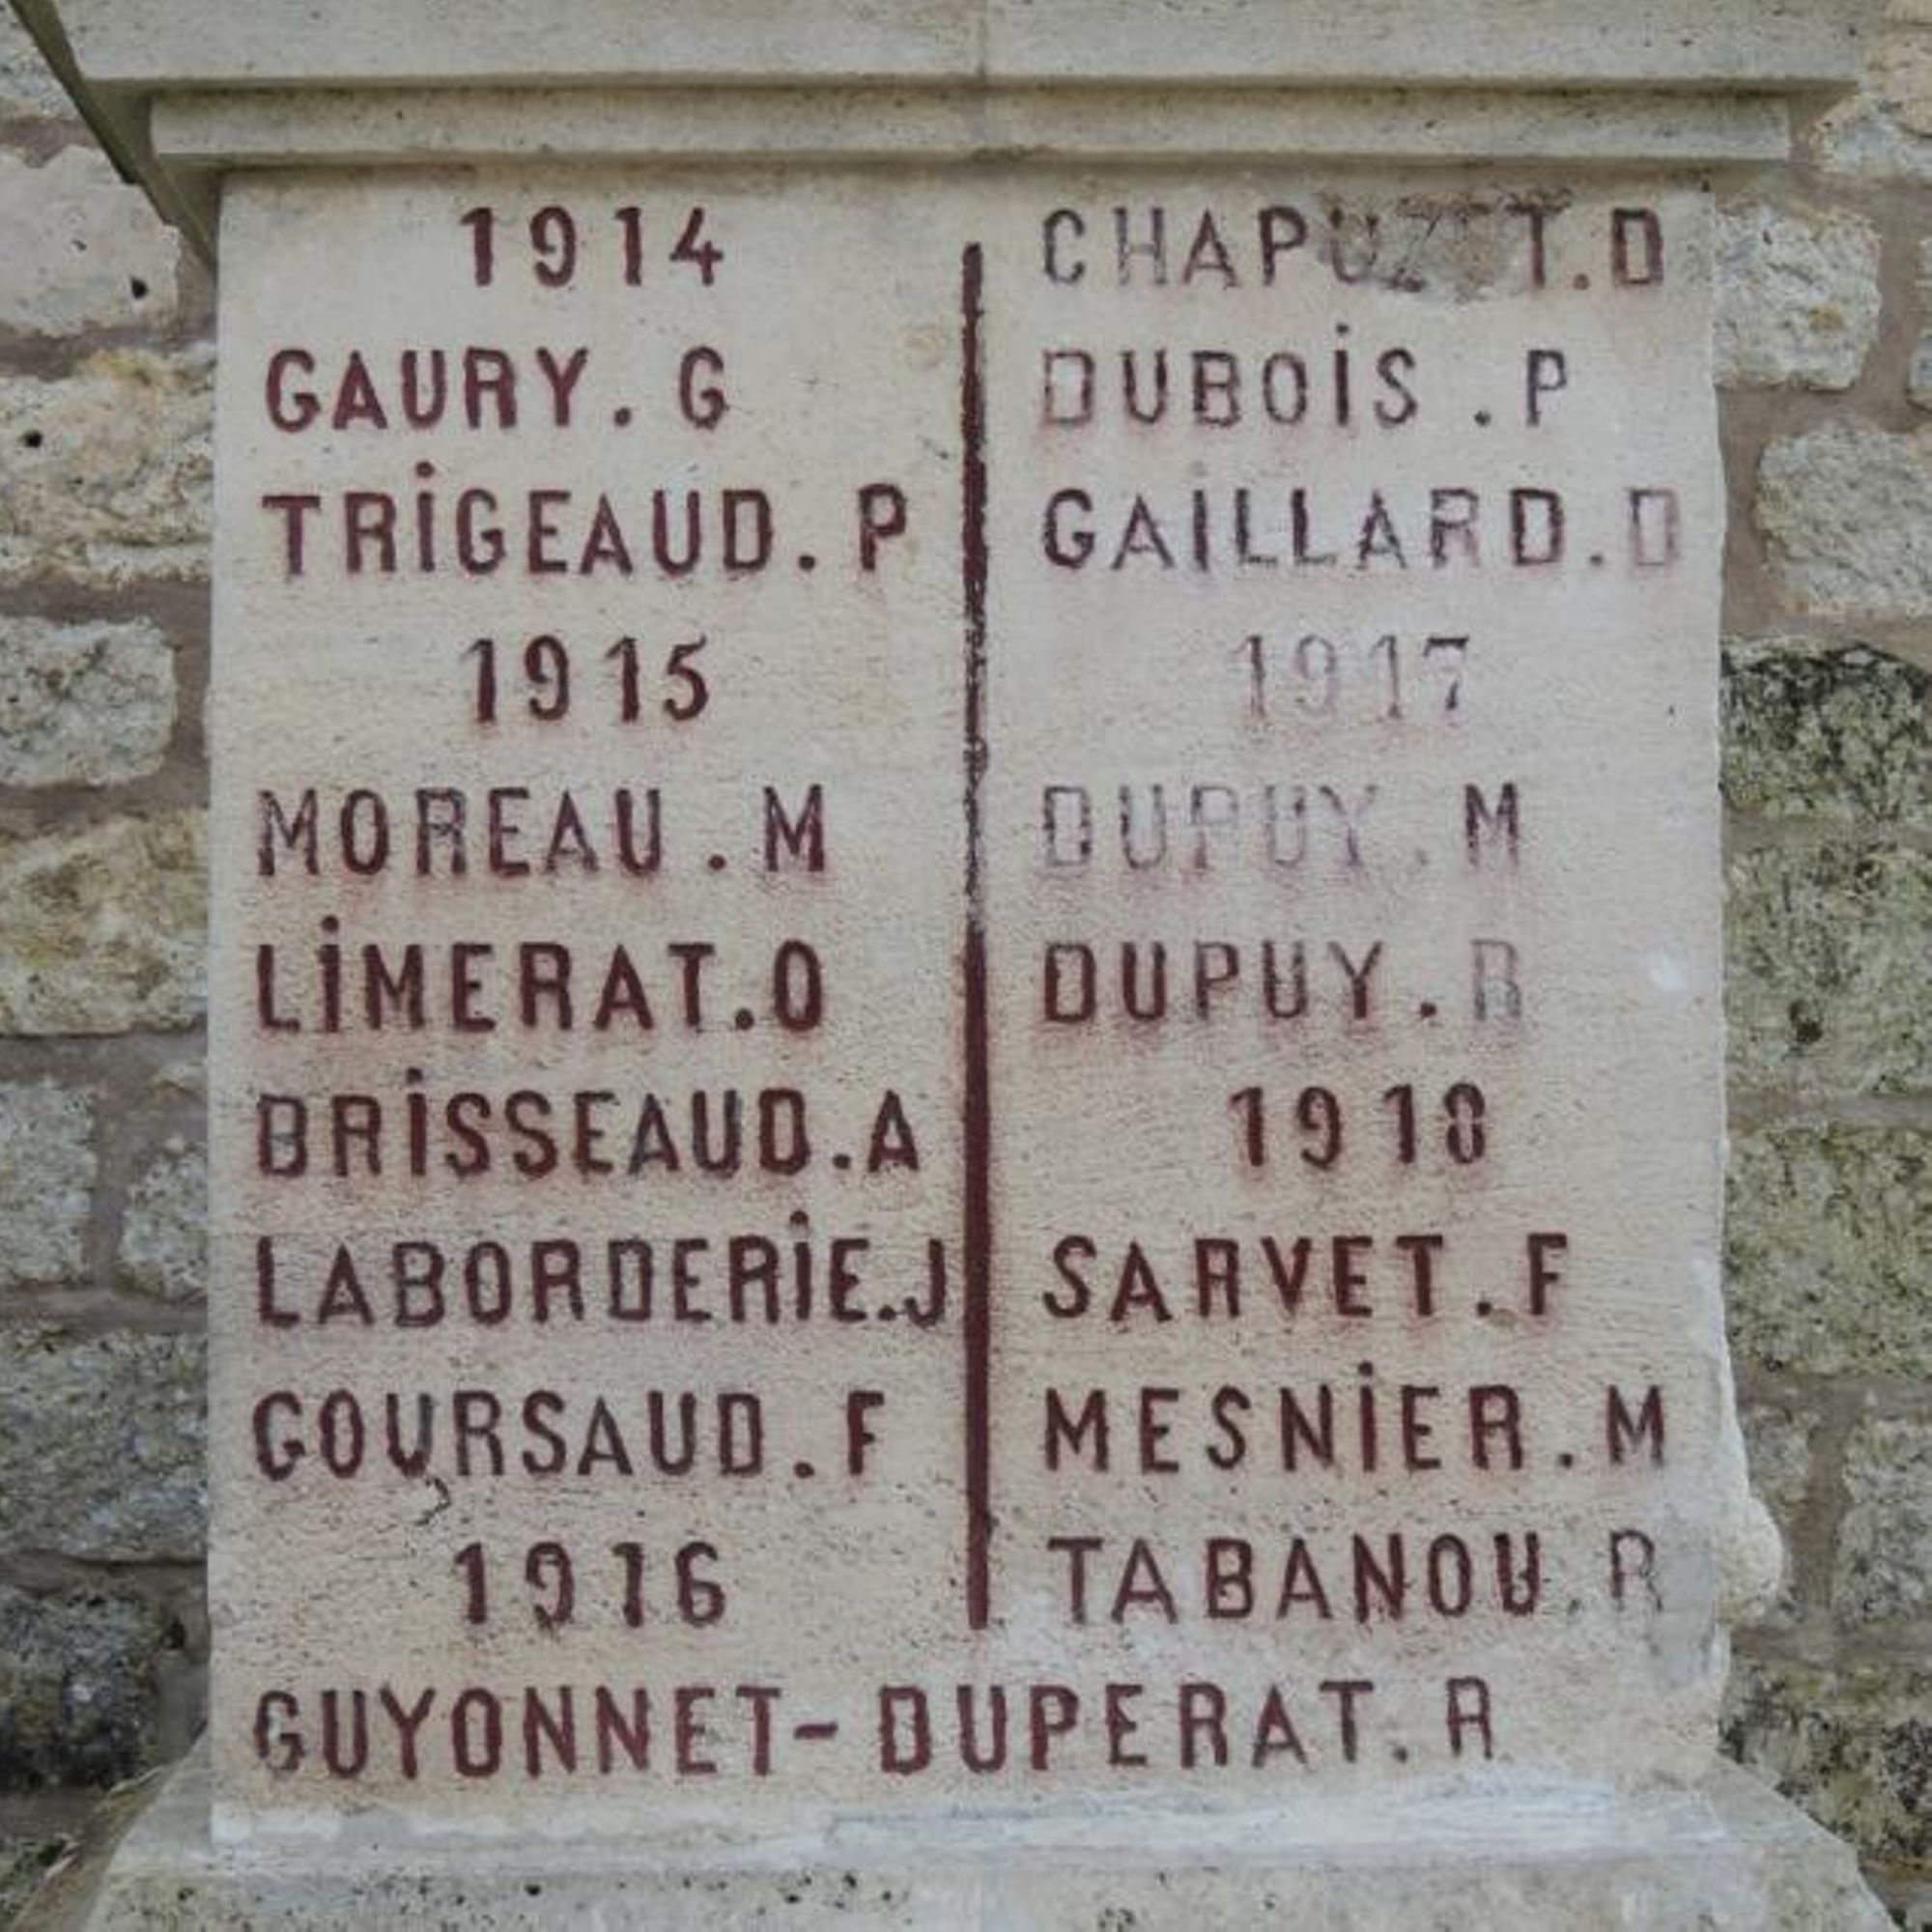 1914
GAURY. G
TRIGEAUD. P
1915
MOREAU . M
LIMERAT.O
BRISSEAUD.A
LABORDERIE.J
GOURSAUD. F
1916
GUYONNET-DUPERAT. R
D
DUBOIS . P
GAILLARD.D
1917
DUPUY. M
DUPUY. R
1918
SARVET. F
MESNIER. M
TABANOU.R